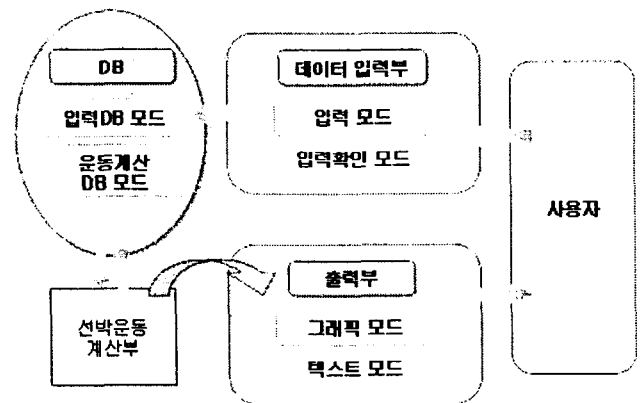 DB
입력DB 모드
운동계산
DB 모드
데이터 입력부
입력 모드
입력확인 모드
사용자
선박운동
계산부
출력부
그래픽 모드
텍스트 모드